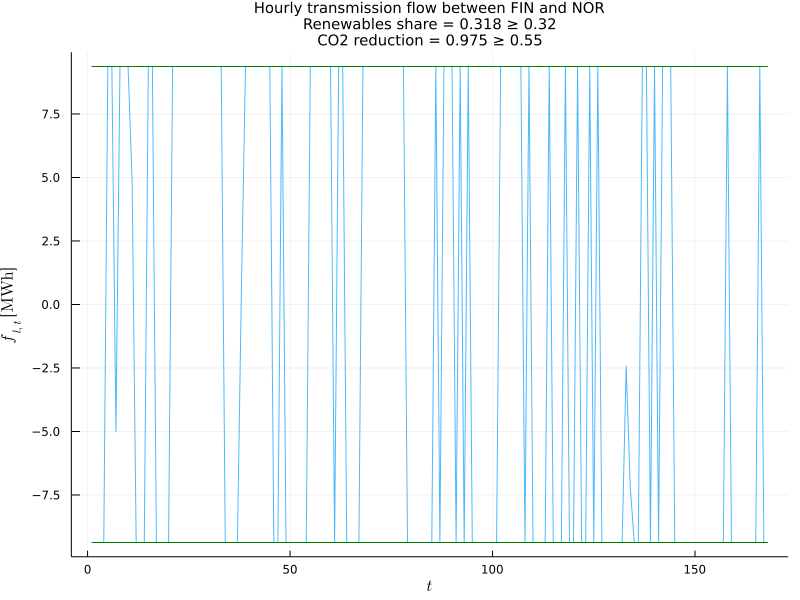 Hourly transmission flow between FIN and NOR
Renewables share = 0.318 ≥ 0.32
CO2 reduction = 0.975 ≥ 0.55
7.5
5.0
2.5
0.0
−2.5
−5.0
−7.5
f l,t [MWh]
0
50
100
150
t